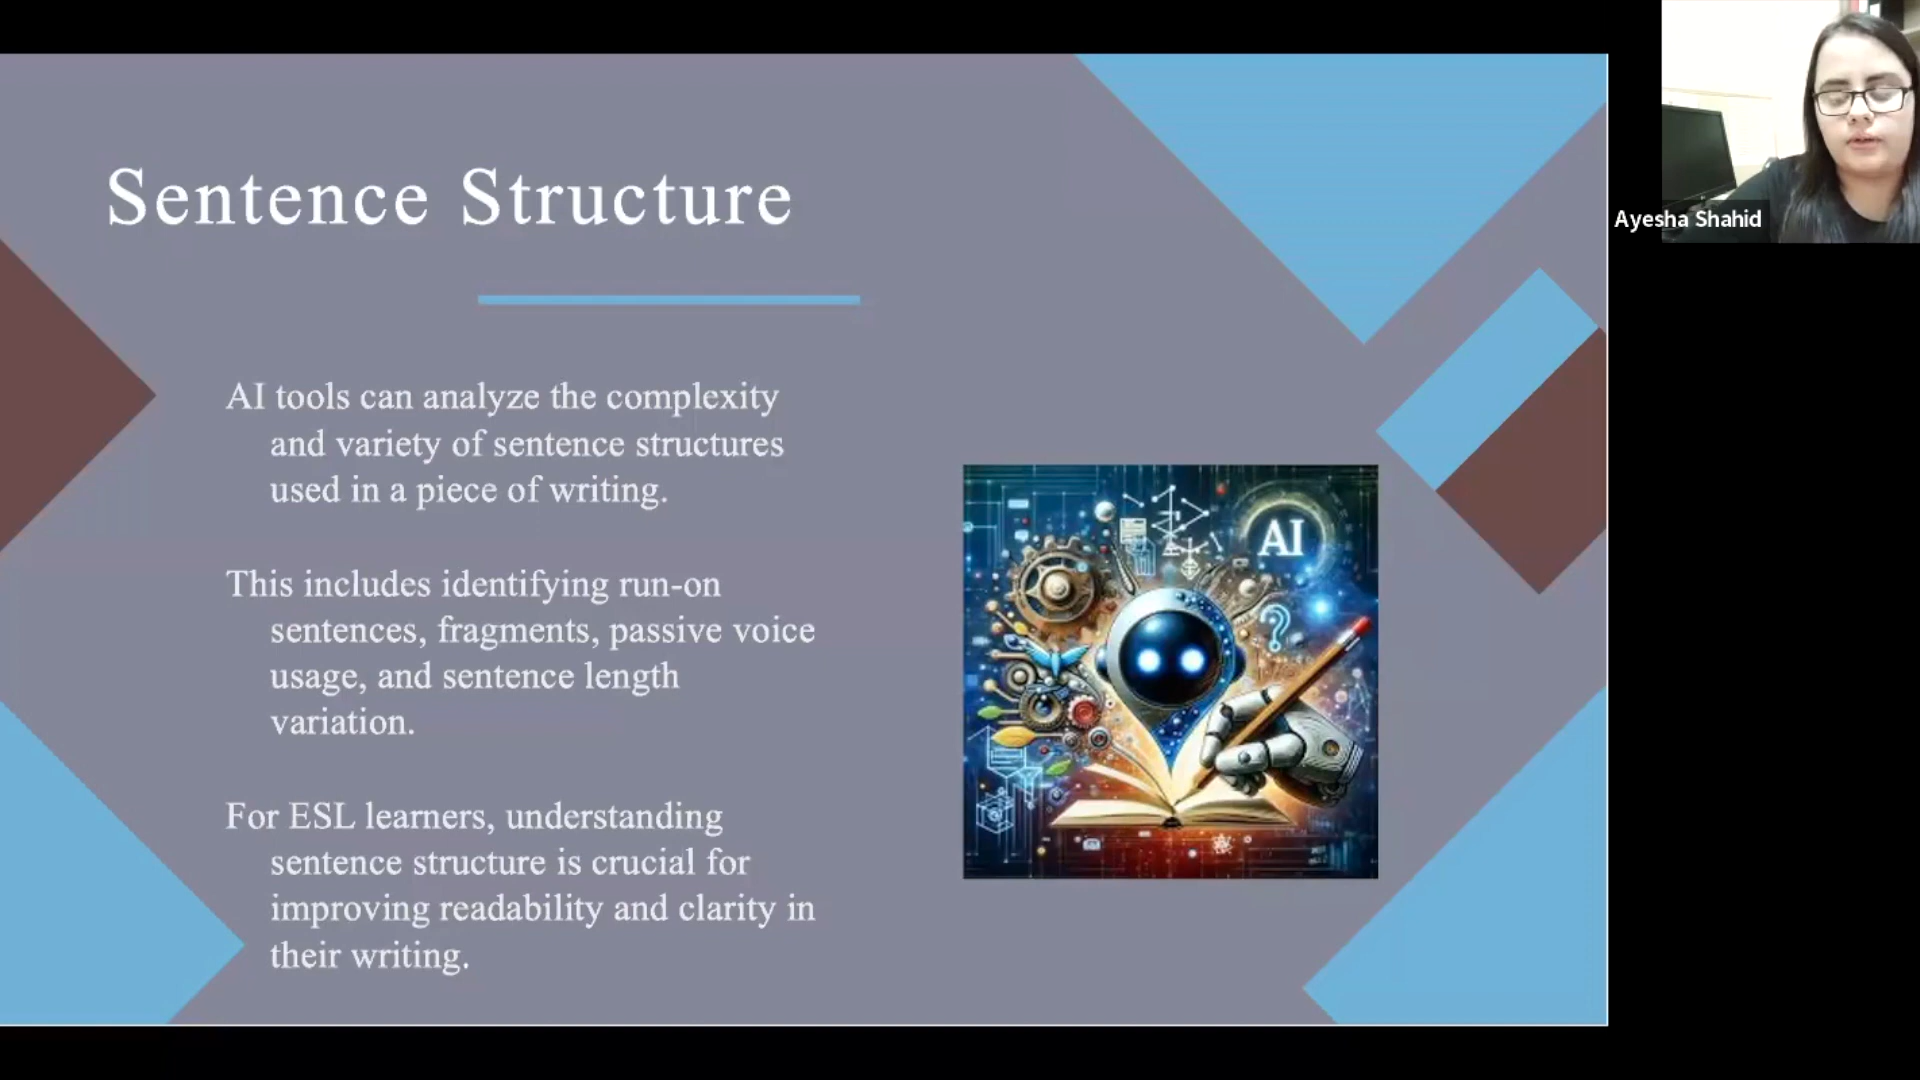 Sentence Structure
AI tools can analyze the complexity
and variety of sentence structures
used in a piece of writing.
This includes identifying run-on
sentences, fragments, passive voice
usage, and sentence length
variation.
For ESL learners, understanding
sentence structure is crucial for
improving readability and clarity in
their writing.
AI
?
Ayesha Shahid